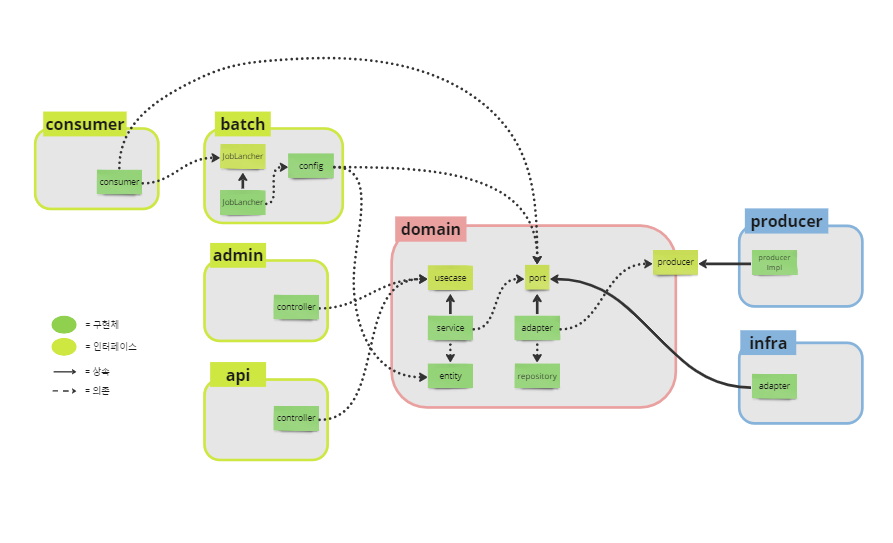 consumer
consumer
batch
JobLancher
config
JobLancher
admin
controller
api
controller
domain
usecase
port
producer
service
adapter
entity
repository
producer
producer
Impl
infra
adapter
= 구현체
= 인터페이스
= 상속
= 의존